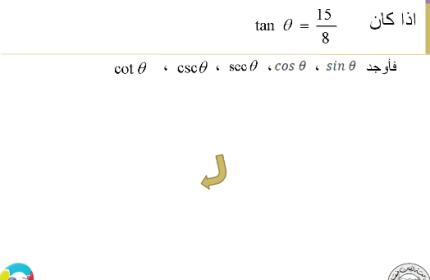 اذا كان tan θ = 15/8
فأوجد sin θ ، cos θ ، sec θ ، csc θ ، cot θ